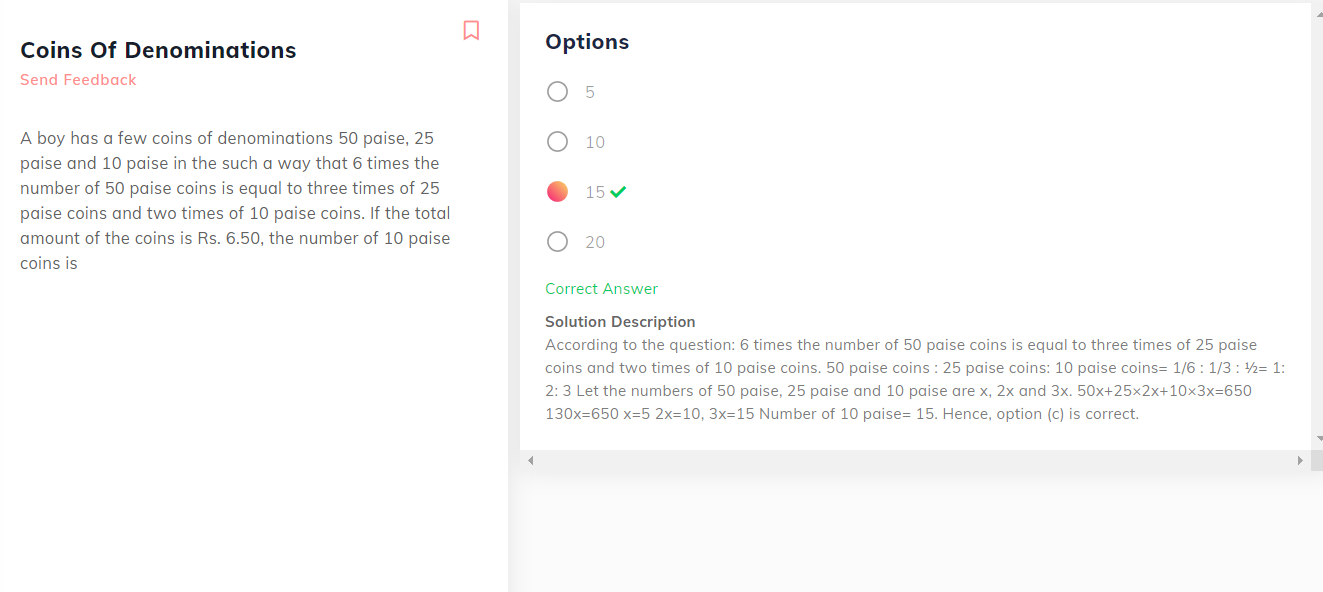 Coins Of Denominations
Send Feedback
A boy has a few coins of denominations 50 paise, 25
paise and 10 paise in the such a way that 6 times the
number of 50 paise coins is equal to three times of 25
paise coins and two times of 10 paise coins. If the total
amount of the coins is Rs. 6.50, the number of 10 paise
coins is
Options
5
10
15
20
Correct Answer
Solution Description
According to the question: 6 times the number of 50 paise coins is equal to three times of 25 paise
coins and two times of 10 paise coins. 50 paise coins : 25 paise coins: 10 paise coins= 1/6 : 1/3 : ½= 1:
2: 3 Let the numbers of 50 paise, 25 paise and 10 paise are x, 2x and 3x. 50x+25×2x+10×3x=650
130x=650 x=5 2x=10, 3x=15 Number of 10 paise= 15. Hence, option (c) is correct.